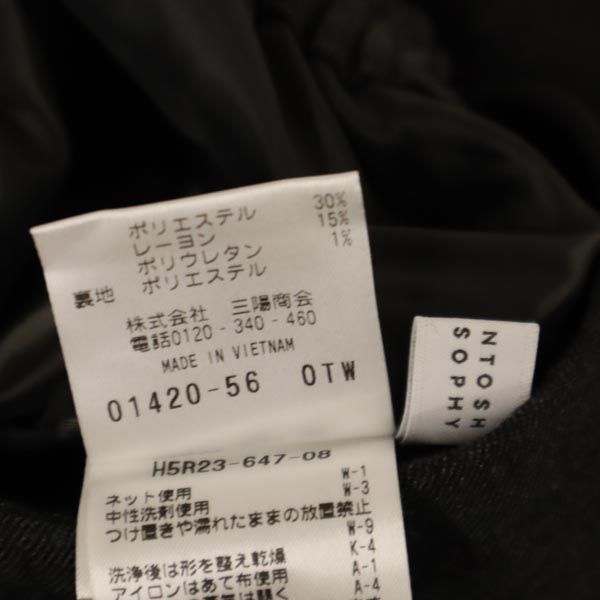 ポリエステル 30%
レーヨン 15%
ポリウレタン 1%
裏地 ポリエステル
株式会社 三陽商会
電話0120-340-460
MADE IN VIETNAM
01420-56 OTW
H5R23-647-08
ネット使用 W-1
中性洗剤使用 W-3
つけ置きや濡れたままの放置禁止
W-9
洗浄後は形を整え乾燥 K-4
アイロンはあて布使用 A-1
A-4
NTOSH
SOPHY